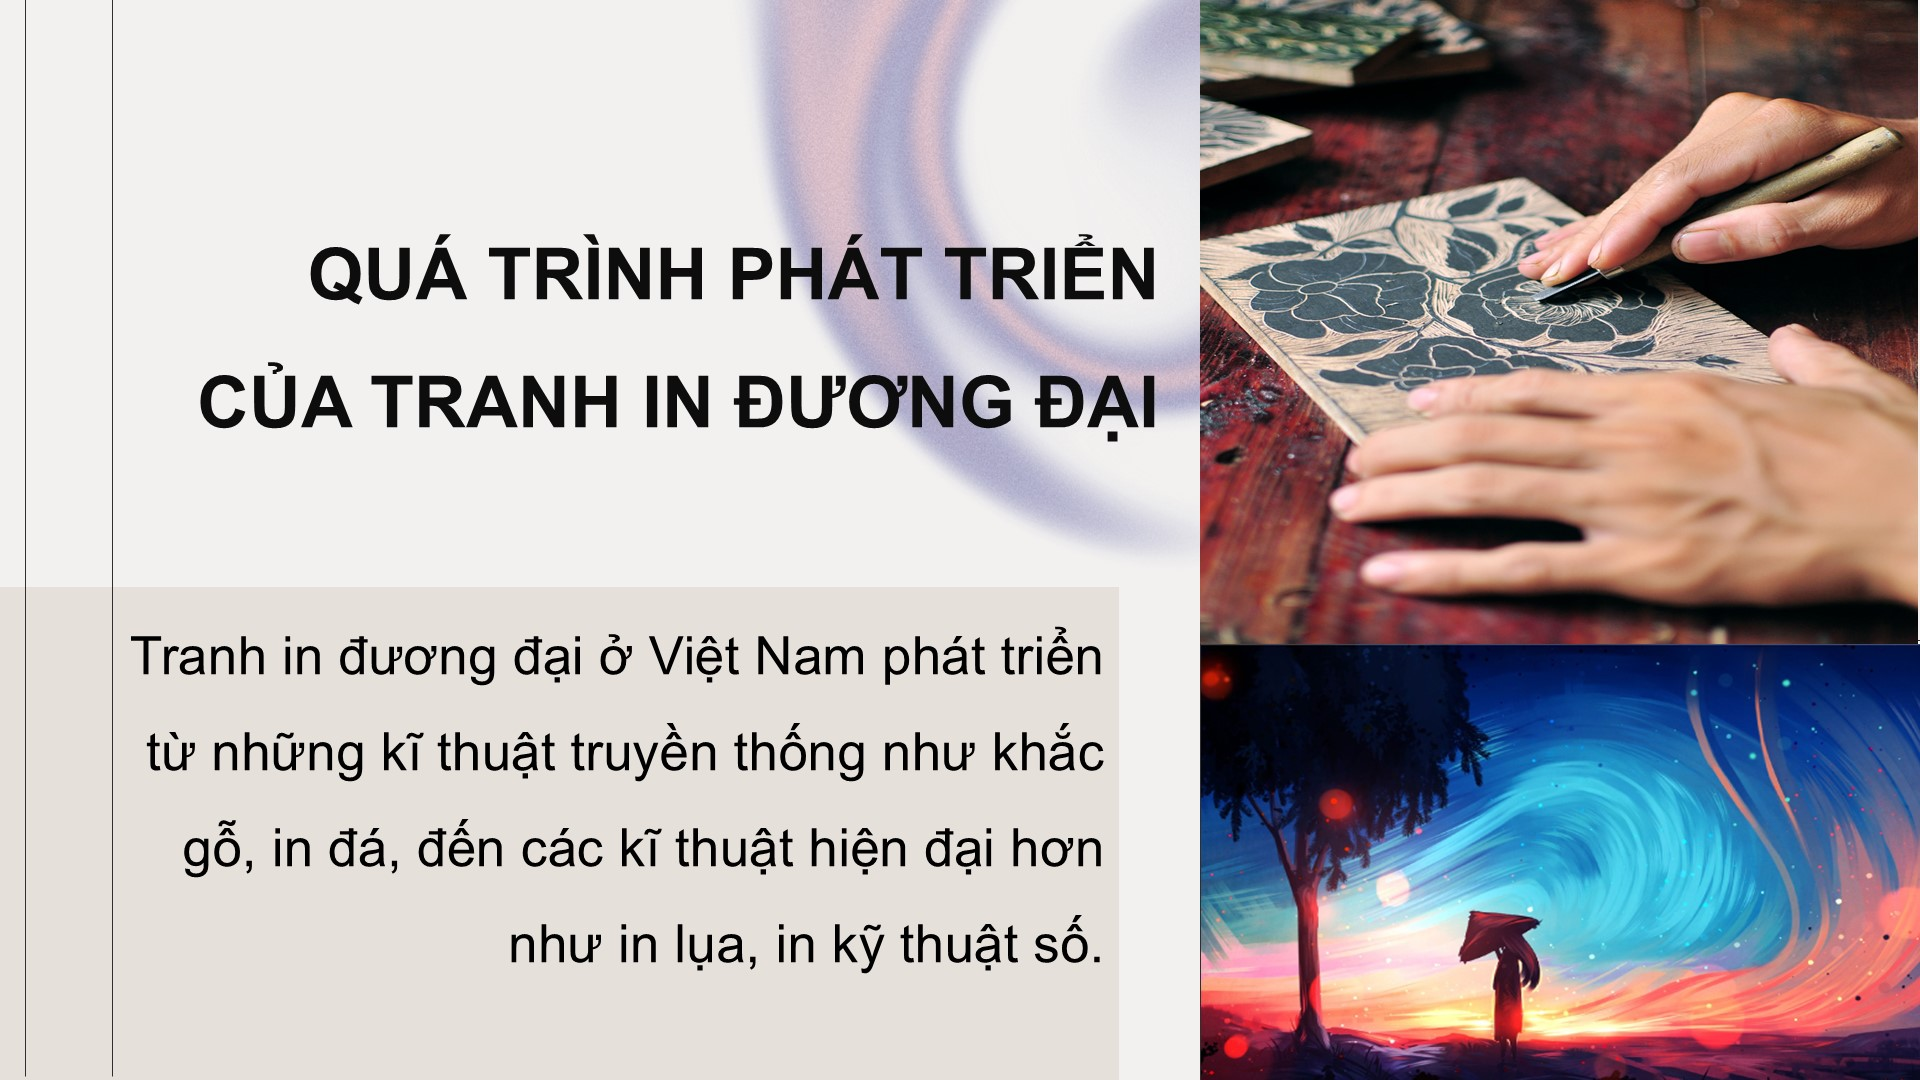 QUÁ TRÌNH PHÁT TRIỂN
CỦA TRANH IN ĐƯƠNG ĐẠI
Tranh in đương đại ở Việt Nam phát triển
từ những kĩ thuật truyền thống như khắc
gỗ, in đá, đến các kĩ thuật hiện đại hơn
như in lụa, in kỹ thuật số.